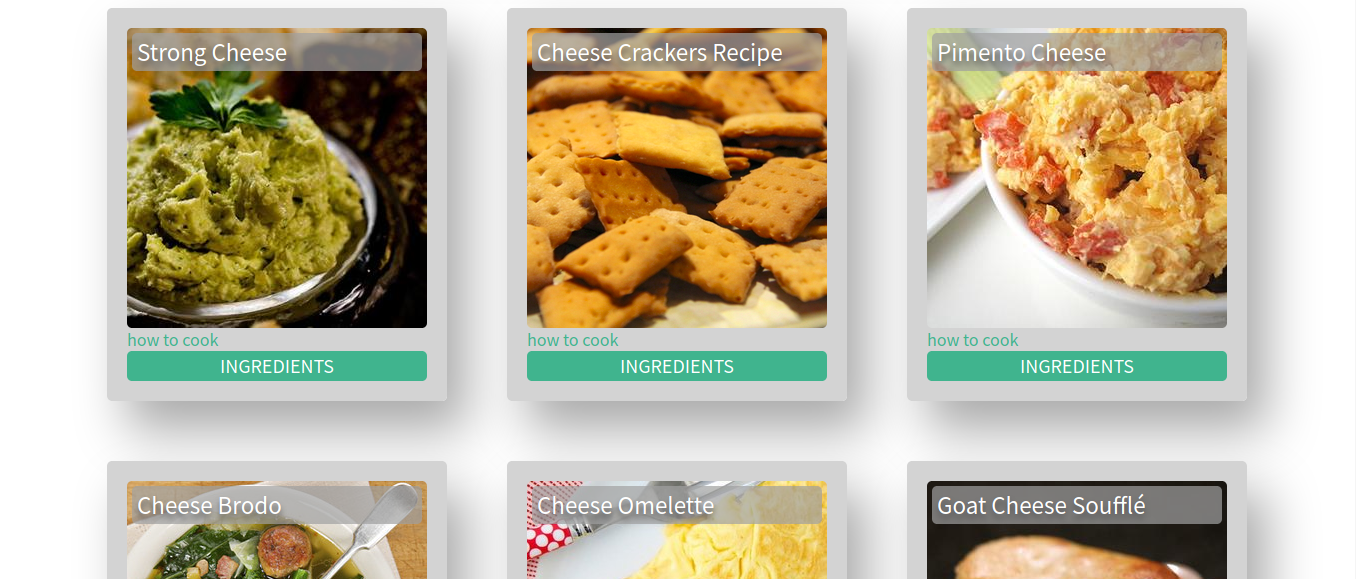 Strong Cheese
Cheese Crackers Recipe
Pimento Cheese
how to cook
how to cook
how to cook
INGREDIENTS
INGREDIENTS
INGREDIENTS
Cheese Brodo
Cheese Omelette
Goat Cheese Soufflé